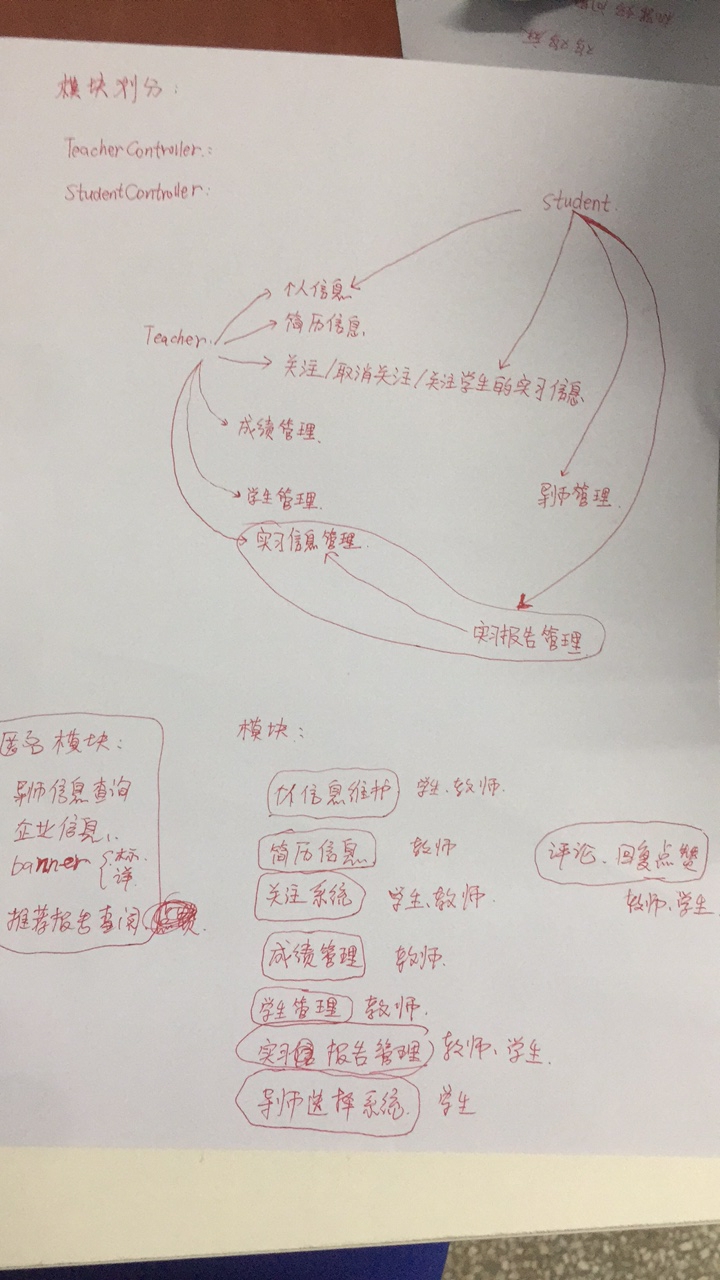 模块划分：
TeacherController:
StudentController:
Student.
个人信息
简历信息
Teacher.
关注/取消关注/关注学生的实习信息
成绩管理.
学生管理.
导师管理.
实习信息管理.
实习报告管理
匿名模块：
导师信息查询
企业信息
banner { 标. 详.
推荐报告查阅
模块：
个人信息维护 学生、教师.
简历信息 教师
关注系统 学生、教师.
成绩管理 教师.
学生管理 教师.
实习报告管理 教师、学生.
导师选择系统. 学生
评论、回复点赞
教师、学生